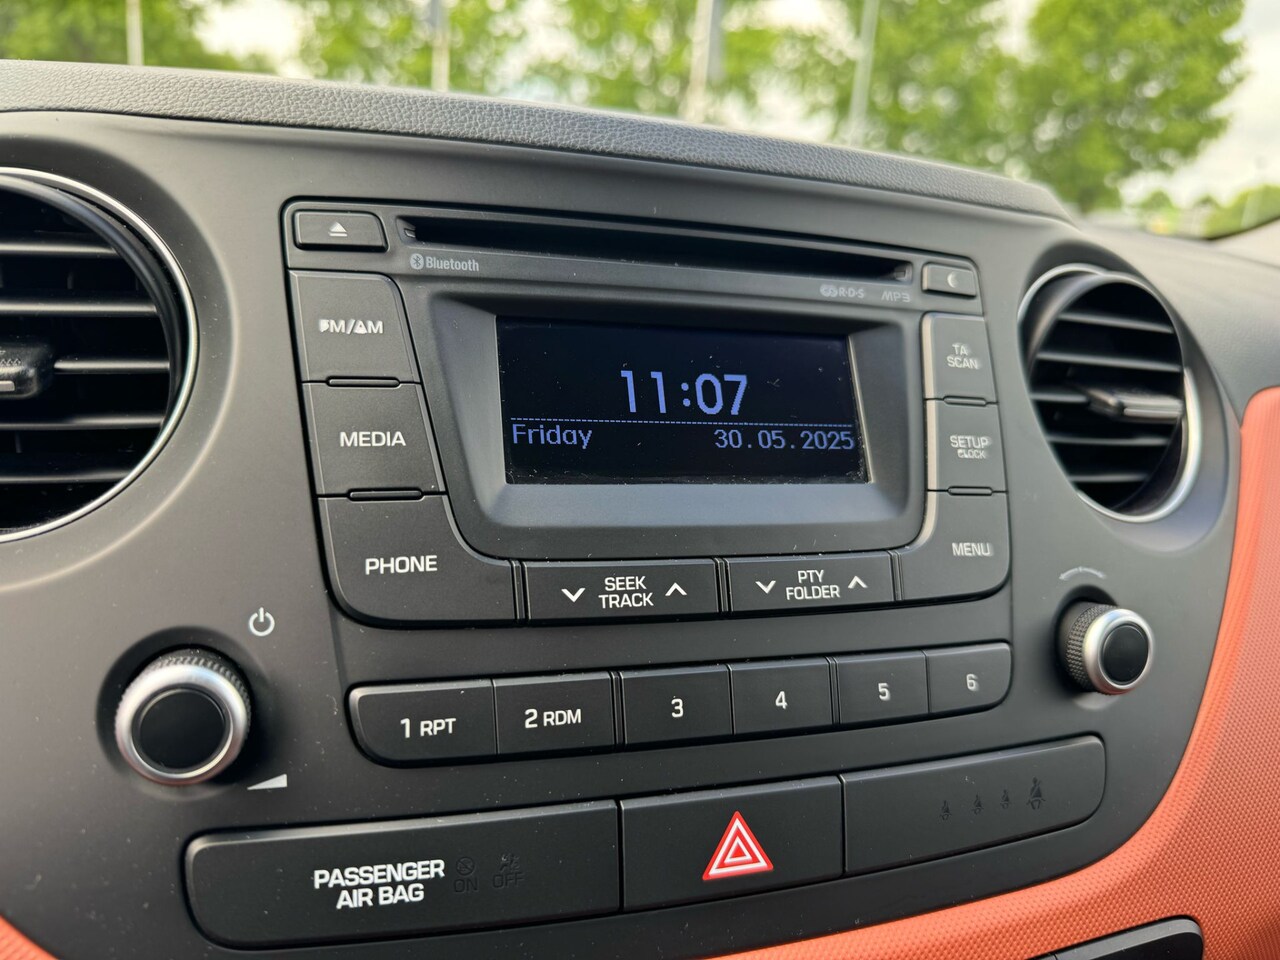 Bluetooth
R·D·S MP3
FM/AM
TA
SCAN
11:07
Friday 30.05.2025
MEDIA
SETUP
CLOCK
PHONE
SEEK
TRACK
PTY
FOLDER
MENU
1 RPT
2 RDM
3
4
5
6
PASSENGER
AIR BAG
ON
OFF